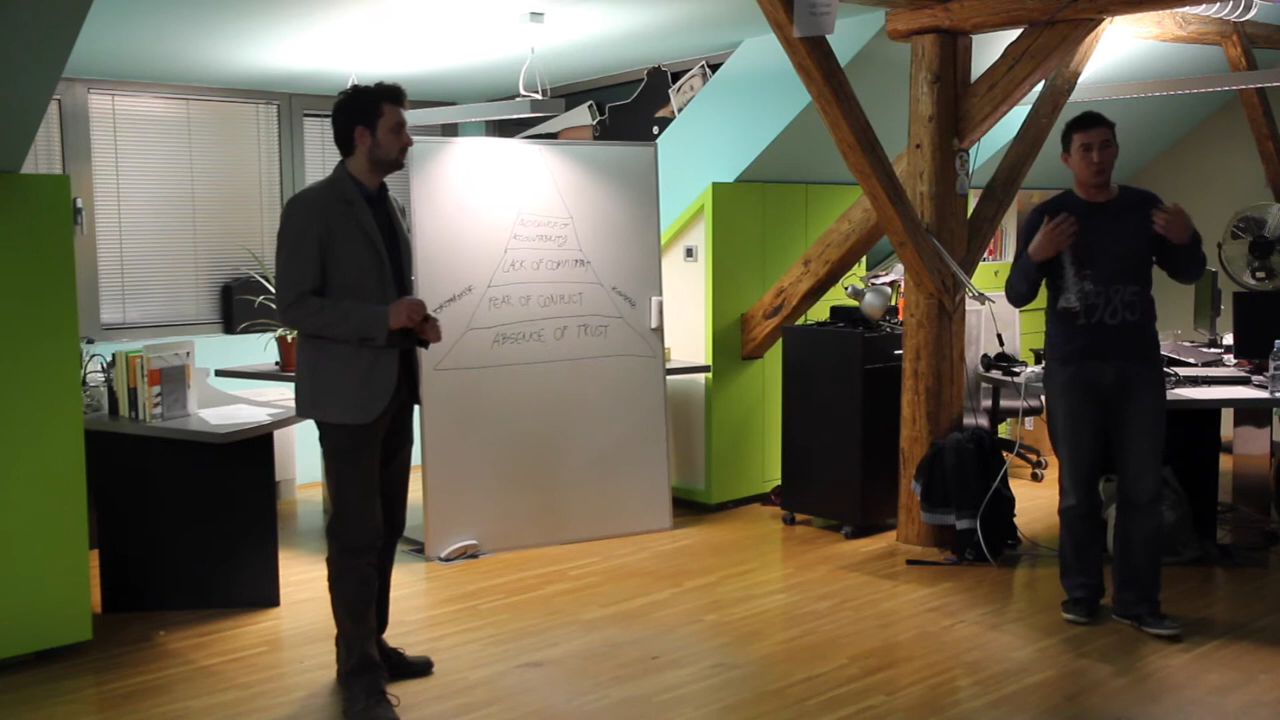 ABSENCE OF
ACCOUNTABILITY
LACK OF COMMITMENT
FEAR OF CONFLICT
ABSENCE OF TRUST
1985